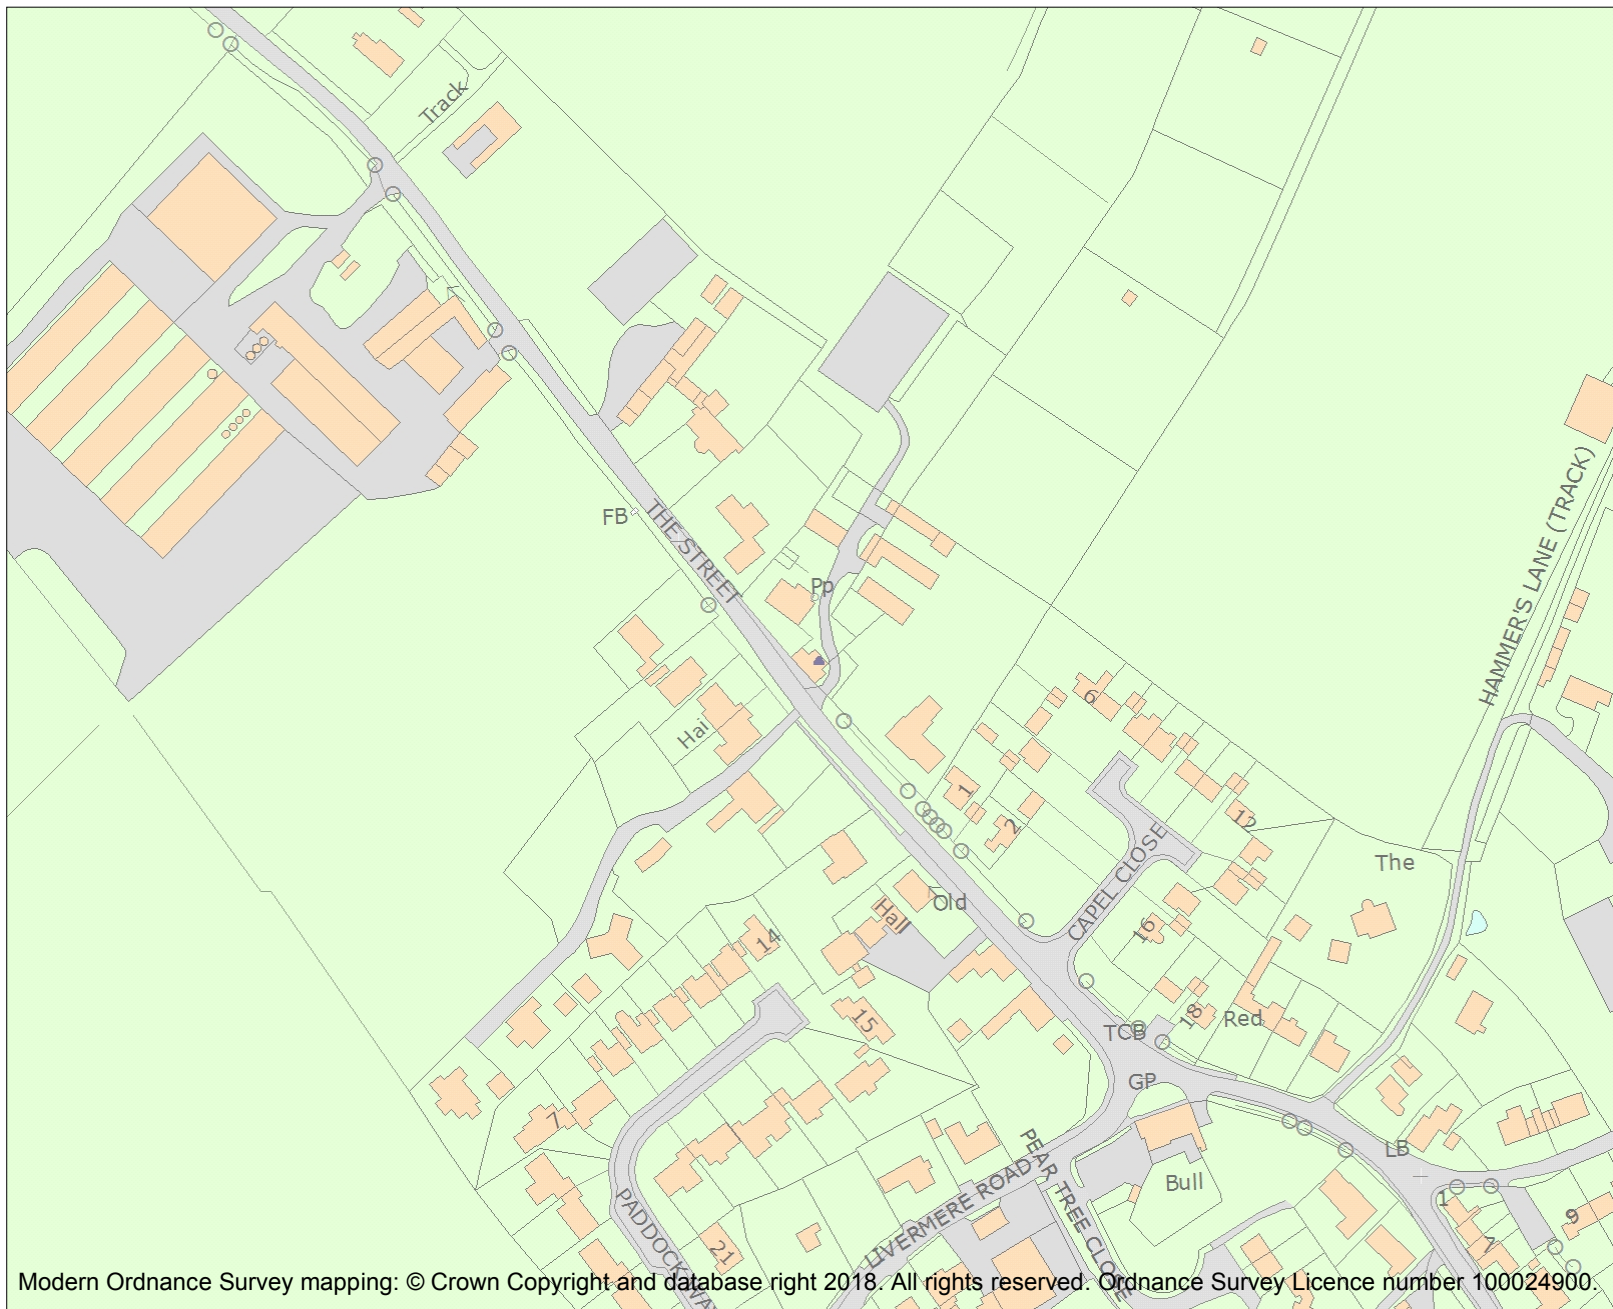 Track
THE STREET
FB
Pp
HAMMER'S LANE (TRACK)
6
Hai
1
2
12
CAPEL CLOSE
The
Old
Hall
14
16
15
18
Red
TCB
GP
7
PEAR TREE CLOSE
LB
Bull
LIVERMERE ROAD
1
9
7
21
PADDOCK WA
Modern Ordnance Survey mapping: © Crown Copyright and database right 2018. All rights reserved. Ordnance Survey Licence number 100024900.